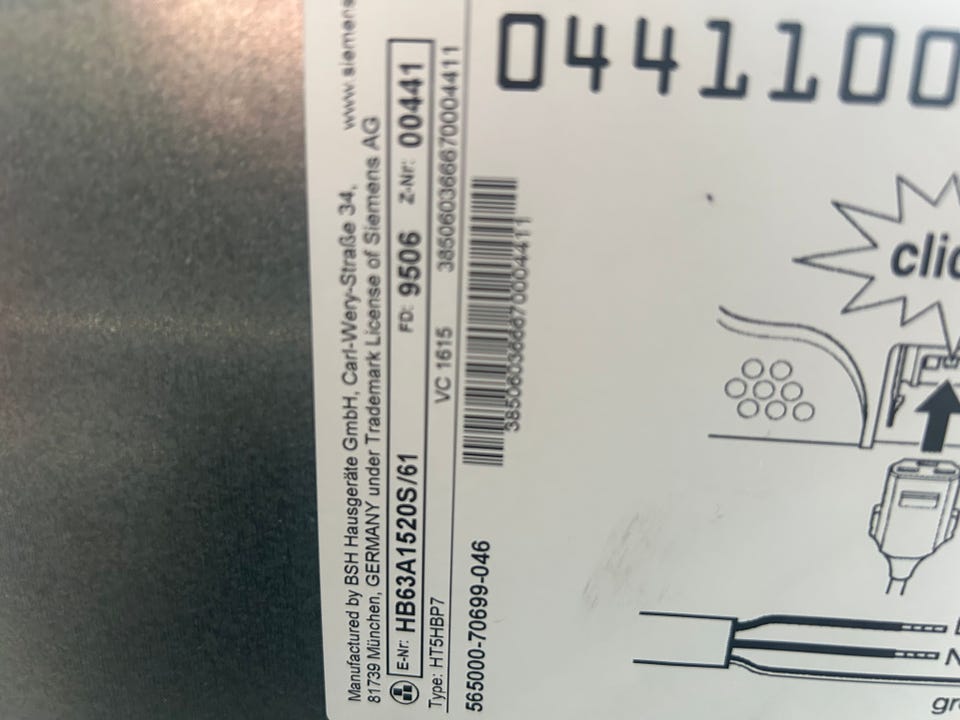 Manufactured by BSH Hausgeräte GmbH, Carl-Wery-Straße 34,
81739 München, GERMANY under Trademark License of Siemens AG
www.siemens
E-Nr: HB63A1520S/61 FD: 9506 Z-Nr: 00441
Type: HT5HBP7 VC 1615 385060366670004411
385060366670004411
565000-70699-046
0441100
clic
N
gr